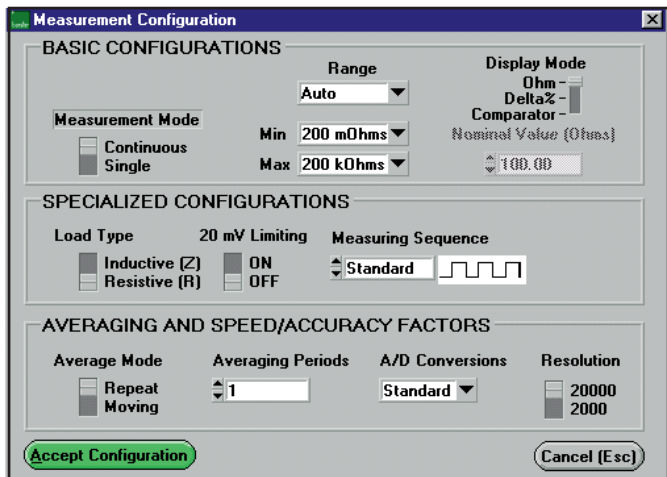 Measurement Configuration
BASIC CONFIGURATIONS
Range
Auto
Display Mode
Ohm
Delta%
Comparator
Measurement Mode
Continuous
Single
Min 200 mOhms
Max 200 kOhms
Nominal Value (Ohms)
100.00
SPECIALIZED CONFIGURATIONS
Load Type
Inductive (Z)
Resistive (R)
20 mV Limiting
ON
OFF
Measuring Sequence
Standard
AVERAGING AND SPEED/ACCURACY FACTORS
Average Mode
Repeat
Moving
Averaging Periods
1
A/D Conversions
Standard
Resolution
20000
2000
Accept Configuration
Cancel (Esc)